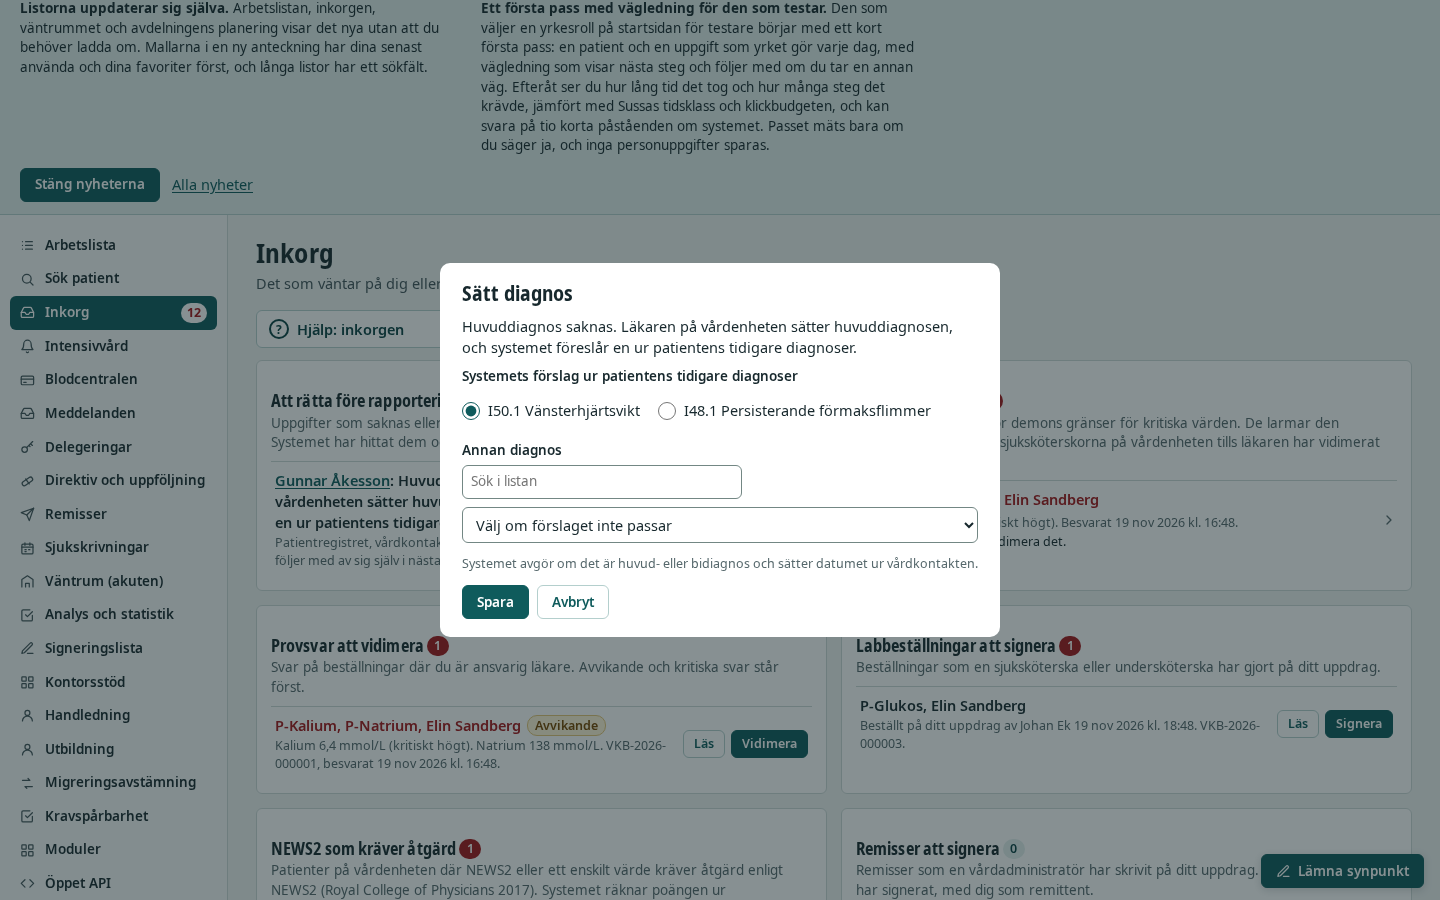 Listorna uppdaterar sig själva. Arbetslistan, inkorgen,
väntrummet och avdelningens planering visar det nya utan att du
behöver ladda om. Mallarna i en ny anteckning har dina senast
använda och dina favoriter först, och långa listor har ett sökfält.
Ett första pass med vägledning för den som testar. Den som
väljer en yrkesroll på startsidan för testare börjar med ett kort
första pass: en patient och en uppgift som yrket gör varje dag, med
vägledning som visar nästa steg och följer med om du tar en annan
väg. Efteråt ser du hur lång tid det tog och hur många steg det
krävde, jämfört med Sussas tidsklass och klickbudgeten, och kan
svara på tio korta påståenden om systemet. Passet mäts bara om
du säger ja, och inga personuppgifter sparas.
Stäng nyheterna
Alla nyheter
Arbetslista
Sök patient
Inkorg 12
Intensivvård
Blodcentralen
Meddelanden
Delegeringar
Direktiv och uppföljning
Remisser
Sjukskrivningar
Väntrum (akuten)
Analys och statistik
Signeringslista
Kontorsstöd
Handledning
Utbildning
Migreringsavstämning
Kravspårbarhet
Moduler
Öppet API
Inkorg
Det som väntar på dig eller
? Hjälp: inkorgen
Att rätta före rapporteri
Uppgifter som saknas eller
Systemet har hittat dem o
Gunnar Åkesson: Huvud
vårdenheten sätter huvu
en ur patientens tidigar
Patientregistret, vårdkontak
följer med av sig själv i nästa
demons gränser för kritiska värden. De larmar den
sjuksköterskorna på vårdenheten tills läkaren har vidimerat
Elin Sandberg
skt högt). Besvarat 19 nov 2026 kl. 16:48.
dimera det.
Sätt diagnos
Huvuddiagnos saknas. Läkaren på vårdenheten sätter huvuddiagnosen,
och systemet föreslår en ur patientens tidigare diagnoser.
Systemets förslag ur patientens tidigare diagnoser
I50.1 Vänsterhjärtsvikt
I48.1 Persisterande förmaksflimmer
Annan diagnos
Sök i listan
Välj om förslaget inte passar
Systemet avgör om det är huvud- eller bidiagnos och sätter datumet ur vårdkontakten.
Spara
Avbryt
Provsvar att vidimera 1
Svar på beställningar där du är ansvarig läkare. Avvikande och kritiska svar står
först.
P-Kalium, P-Natrium, Elin Sandberg Avvikande
Kalium 6,4 mmol/L (kritiskt högt). Natrium 138 mmol/L. VKB-2026-
000001, besvarat 19 nov 2026 kl. 16:48.
Läs
Vidimera
Labbeställningar att signera 1
Beställningar som en sjuksköterska eller undersköterska har gjort på ditt uppdrag.
P-Glukos, Elin Sandberg
Beställt på ditt uppdrag av Johan Ek 19 nov 2026 kl. 18:48. VKB-2026-
000003.
Läs
Signera
NEWS2 som kräver åtgärd 1
Patienter på vårdenheten där NEWS2 eller ett enskilt värde kräver åtgärd enligt
NEWS2 (Royal College of Physicians 2017). Systemet räknar poängen ur
Remisser att signera 0
Remisser som en vårdadministratör har skrivit på ditt uppdrag.
har signerat, med dig som remittent.
Lämna synpunkt